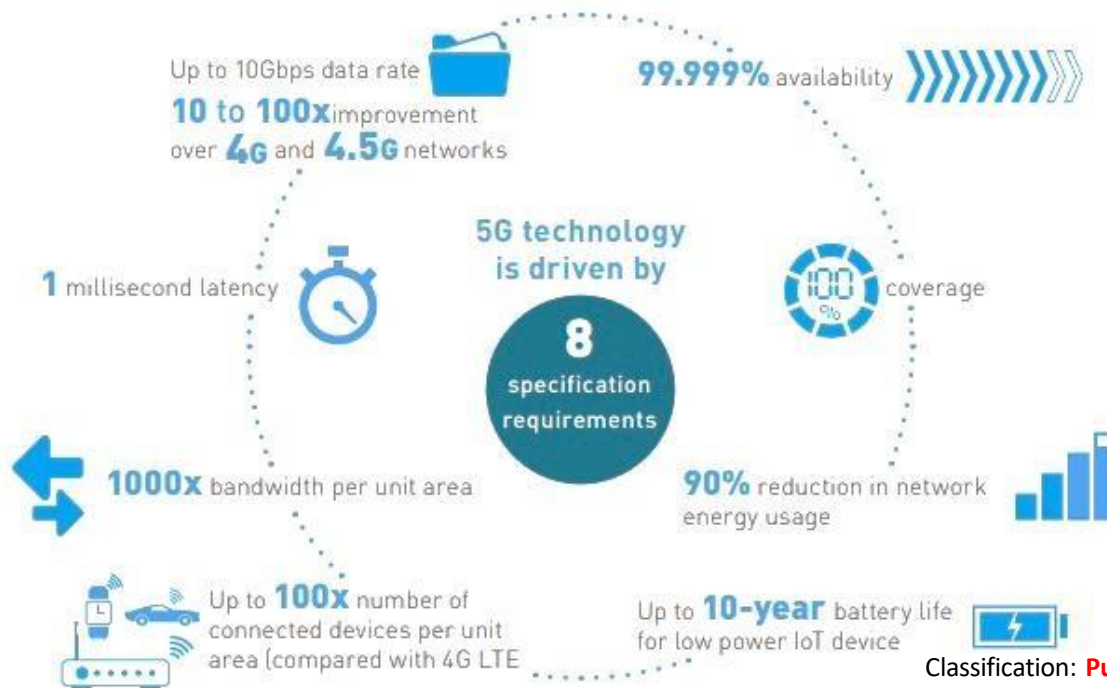 Up to 10Gbps data rate
10 to 100x improvement
over 4G and 4.5G networks
99.999% availability
5G technology
is driven by
8
specification
requirements
1 millisecond latency
100
%
coverage
1000x bandwidth per unit area
90% reduction in network
energy usage
Up to 100x number of
connected devices per unit
area (compared with 4G LTE
Up to 10-year battery life
for low power IoT device
Classification: